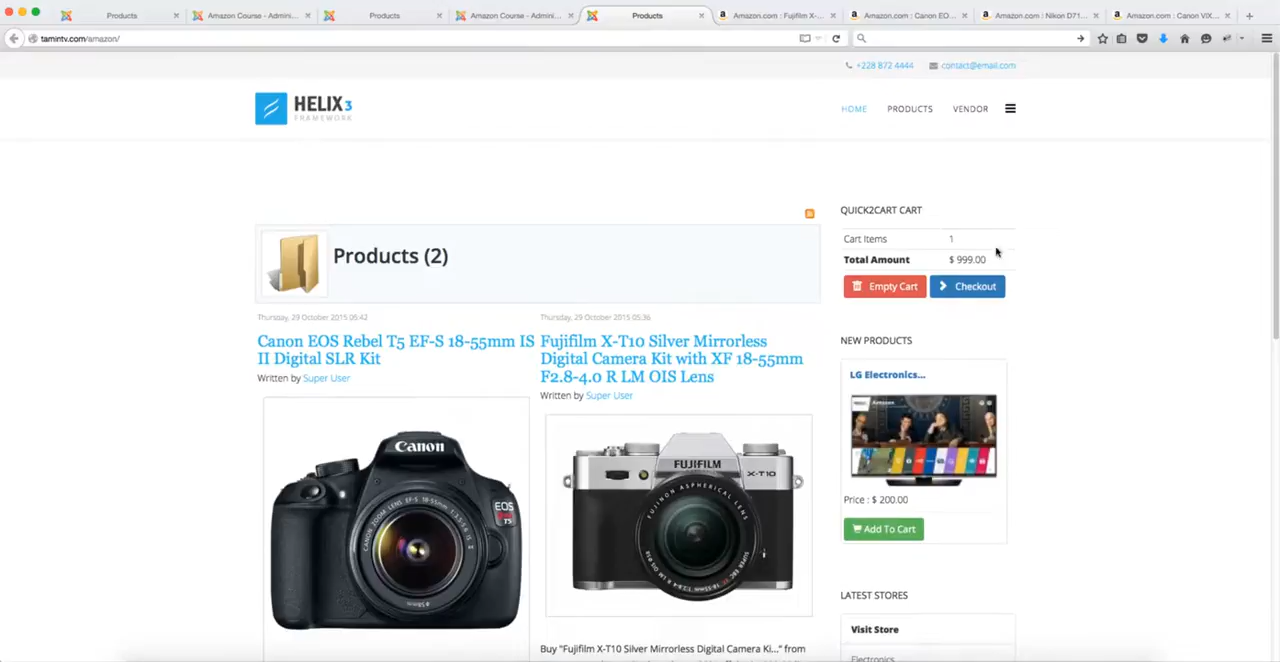 Products
Amazon Course - Admini...
Products
Amazon Course - Admini...
Products
Amazon.com : Fujifilm X-...
Amazon.com : Canon EO...
Amazon.com : Nikon D71...
Amazon.com : Canon VIX...
tamintv.com/amazon/
+228 872 4444
contact@email.com
HELIX3
FRAMEWORK
HOME
PRODUCTS
VENDOR
QUICK2CART CART
Cart Items 1
Total Amount $ 999.00
Empty Cart
Checkout
Products (2)
Thursday, 29 October 2015 05:42
Canon EOS Rebel T5 EF-S 18-55mm IS
II Digital SLR Kit
Written by Super User
Canon
EOS
Thursday, 29 October 2015 05:36
Fujifilm X-T10 Silver Mirrorless
Digital Camera Kit with XF 18-55mm
F2.8-4.0 R LM OIS Lens
Written by Super User
FUJIFILM
X-T10
Buy "Fujifilm X-T10 Silver Mirrorless Digital Camera Ki..." from
NEW PRODUCTS
LG Electronics...
Price : $ 200.00
Add To Cart
LATEST STORES
Visit Store
Electronics